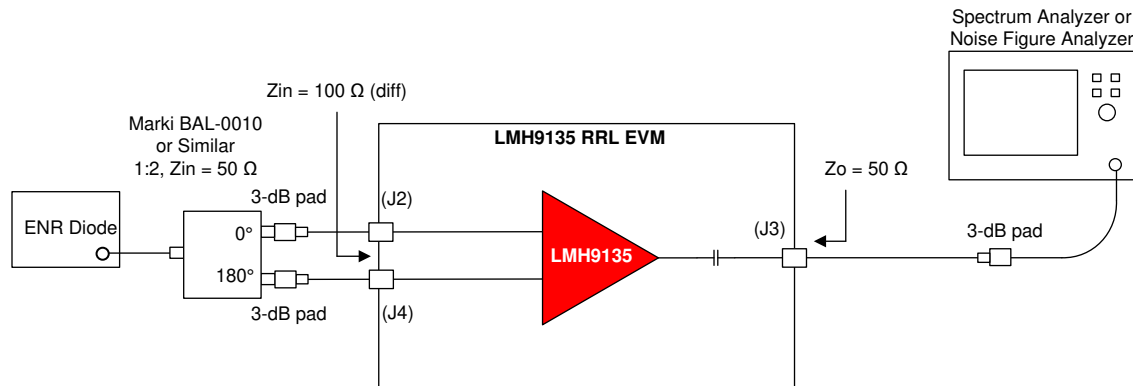 Spectrum Analyzer or
Noise Figure Analyzer
Zin = 100 Ω (diff)
Marki BAL-0010
or Similar
1:2, Zin = 50 Ω
LMH9135 RRL EVM
Zo = 50 Ω
3-dB pad
(J2)
ENR Diode
0°
(J3)
3-dB pad
LMH9135
180°
3-dB pad
(J4)